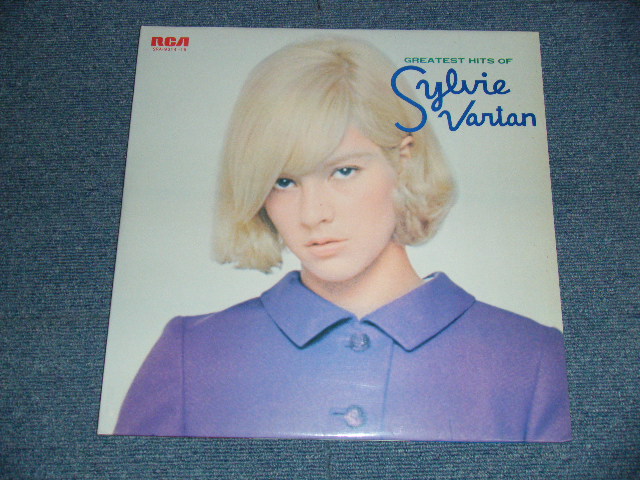 RCA
GREATEST HITS OF
Sylvie
Vartan